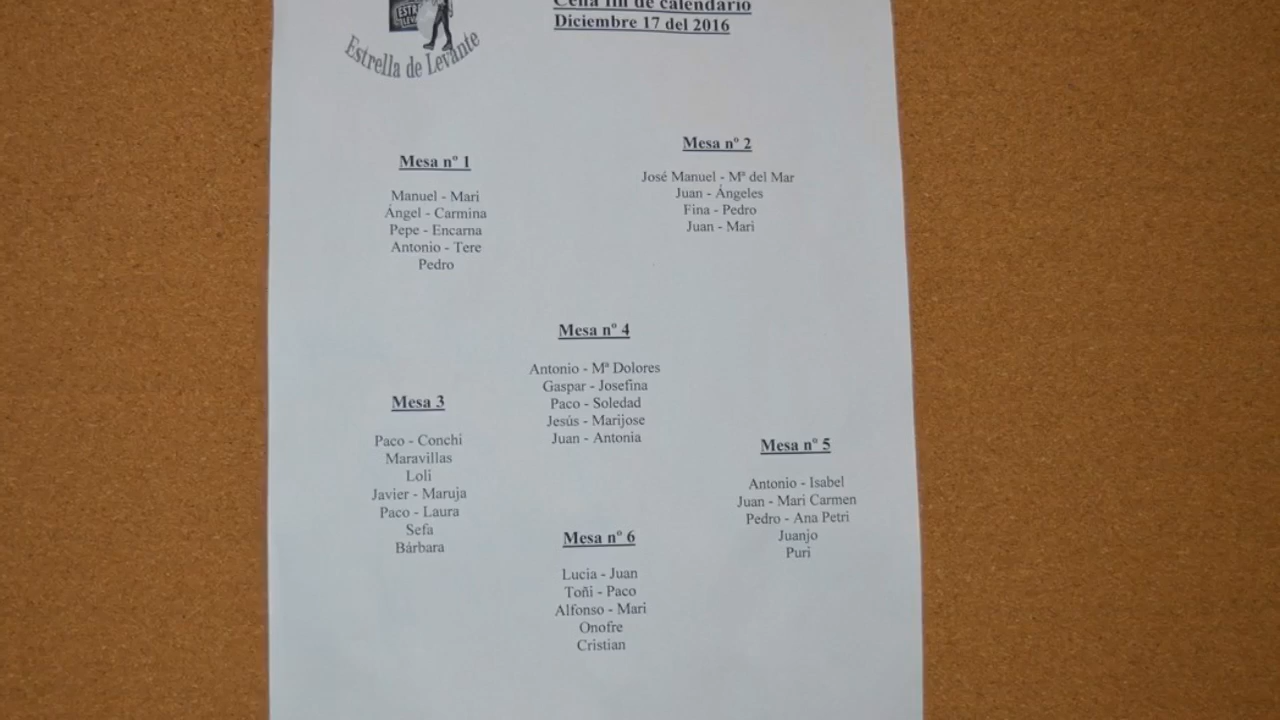 Estrella de Levante
Cena fin de calendario
Diciembre 17 del 2016
Mesa nº 1
Manuel - Mari
Ángel - Carmina
Pepe - Encarna
Antonio - Tere
Pedro
Mesa nº 2
José Manuel - Mª del Mar
Juan - Ángeles
Fina - Pedro
Juan - Mari
Mesa nº 4
Antonio - Mª Dolores
Gaspar - Josefina
Paco - Soledad
Jesús - Marijose
Juan - Antonia
Mesa 3
Paco - Conchi
Maravillas
Loli
Javier - Maruja
Paco - Laura
Sefa
Bárbara
Mesa nº 5
Antonio - Isabel
Juan - Mari Carmen
Pedro - Ana Petri
Juanjo
Puri
Mesa nº 6
Lucia - Juan
Toñi - Paco
Alfonso - Mari
Onofre
Cristian